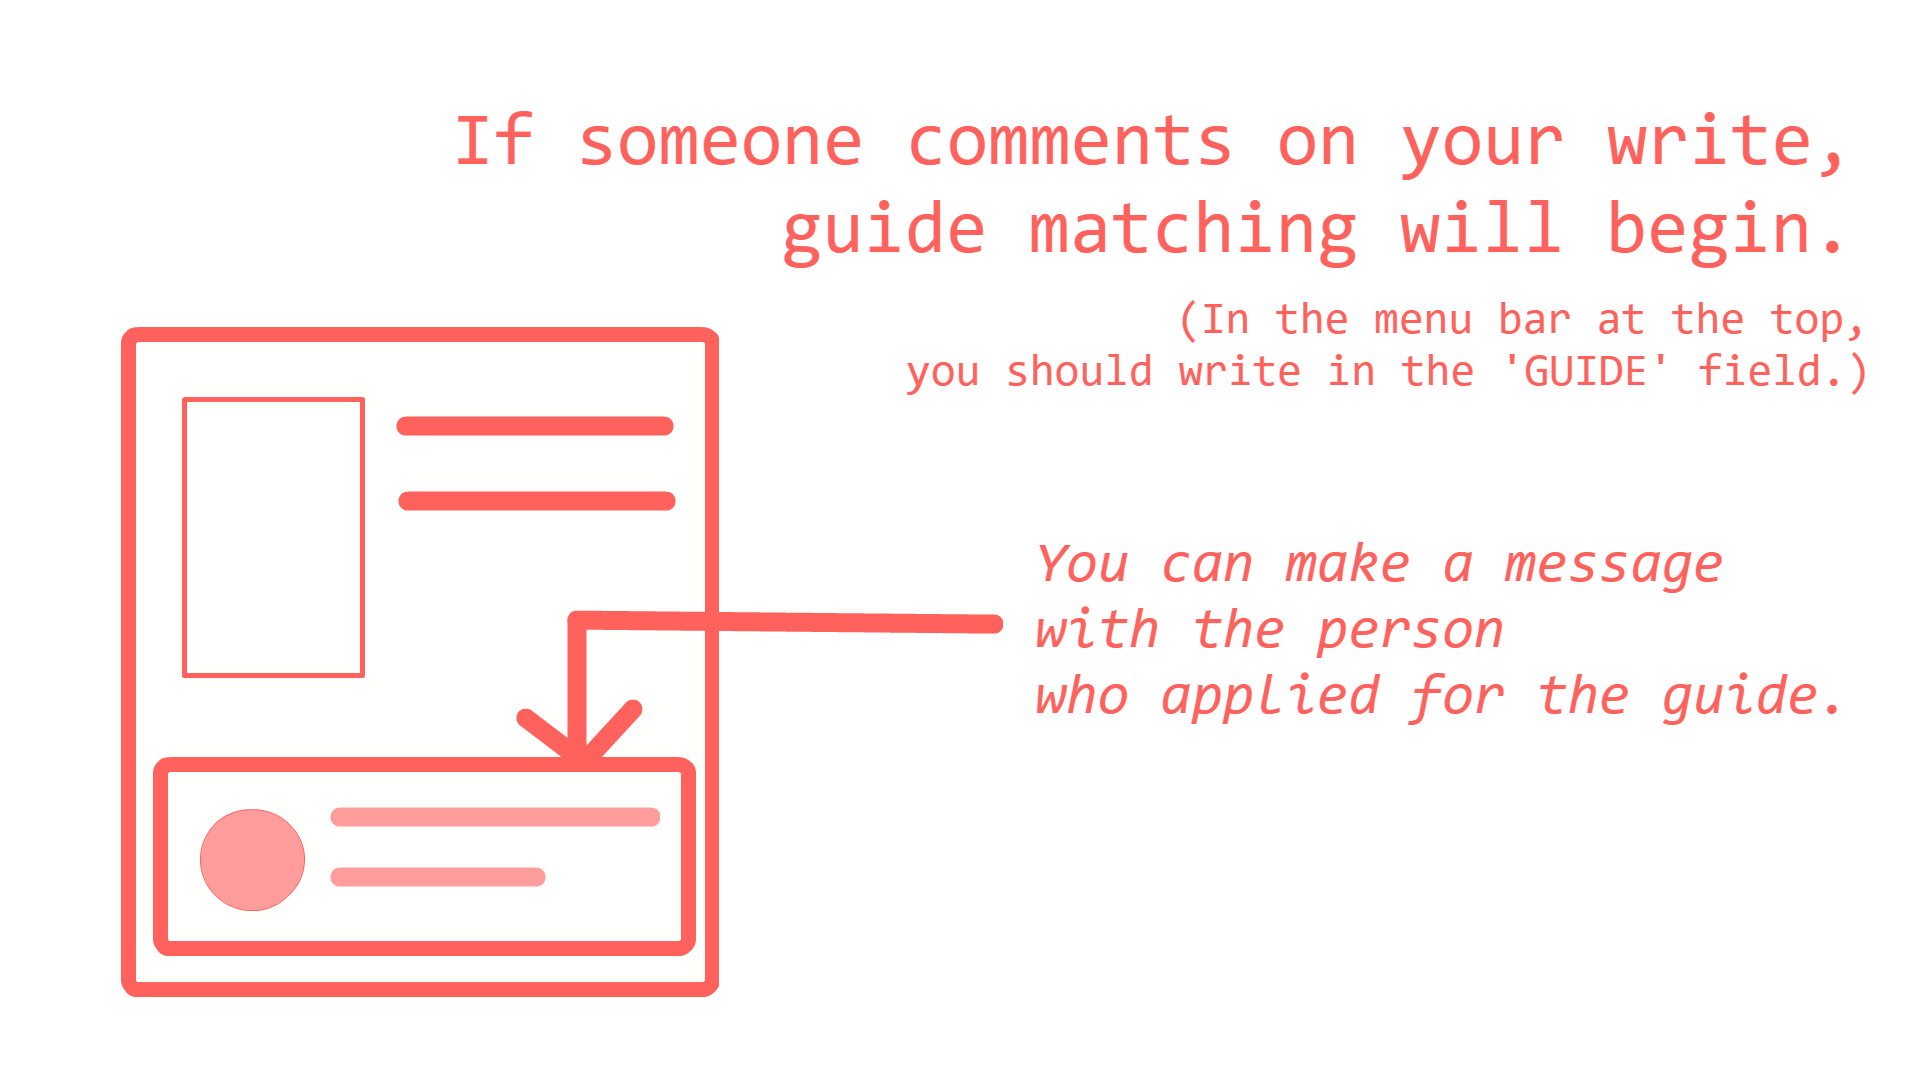 If someone comments on your write,
guide matching will begin.
(In the menu bar at the top,
you should write in the 'GUIDE' field.)
You can make a message
with the person
who applied for the guide.